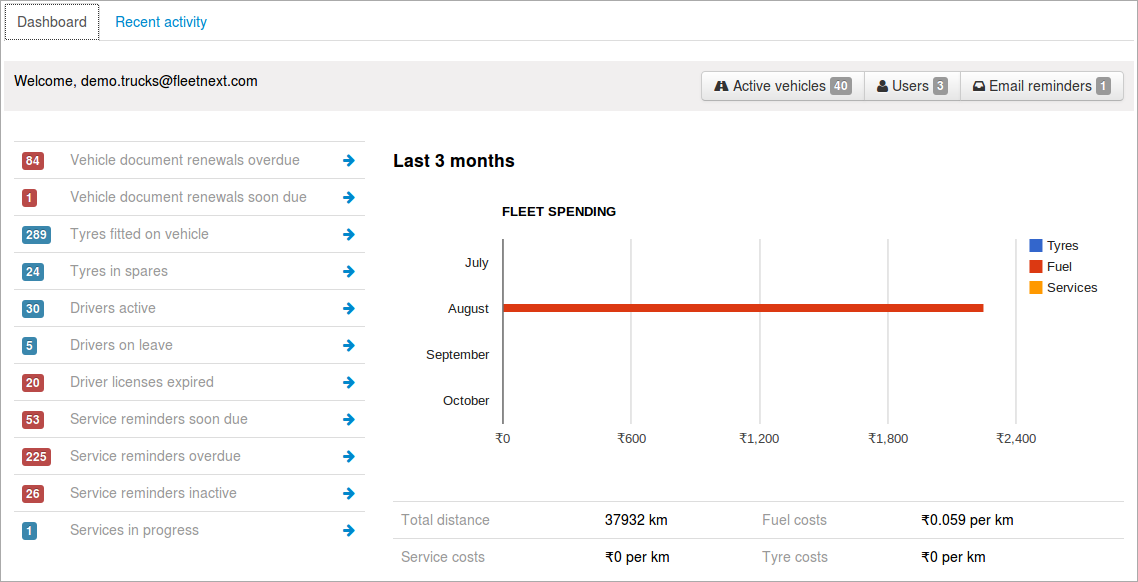 Dashboard Recent activity
Welcome, demo.trucks@fleetnext.com Active vehicles 40 Users 3 Email reminders 1
84 Vehicle document renewals overdue
1 Vehicle document renewals soon due
289 Tyres fitted on vehicle
24 Tyres in spares
30 Drivers active
5 Drivers on leave
20 Driver licenses expired
53 Service reminders soon due
225 Service reminders overdue
26 Service reminders inactive
1 Services in progress
Last 3 months
FLEET SPENDING
July
August
September
October
₹0 ₹600 ₹1,200 ₹1,800 ₹2,400
Tyres
Fuel
Services
Total distance 37932 km Fuel costs ₹0.059 per km
Service costs ₹0 per km Tyre costs ₹0 per km